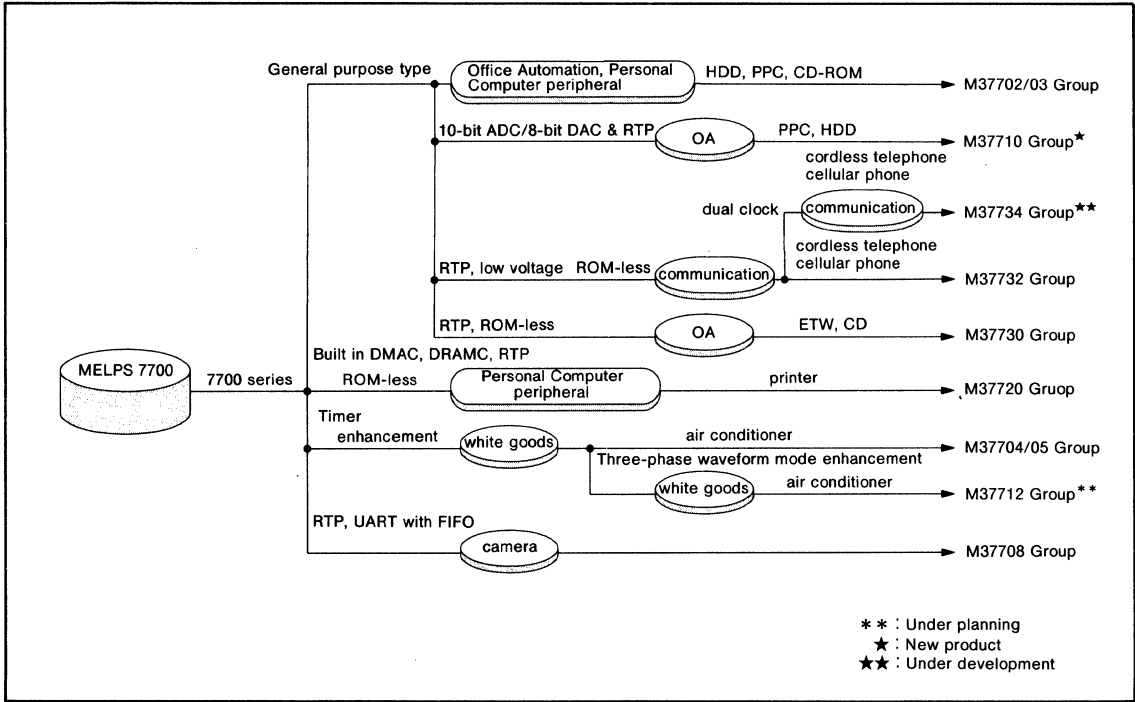 General purpose type
Office Automation, Personal
Computer peripheral
HDD, PPC, CD-ROM
M37702/03 Group
10-bit ADC/8-bit DAC & RTP
OA
PPC, HDD
M37710 Group★
cordless telephone
cellular phone
dual clock
communication
M37734 Group★★
cordless telephone
cellular phone
RTP, low voltage ROM-less
communication
M37732 Group
RTP, ROM-less
OA
ETW, CD
M37730 Group
MELPS 7700
7700 series
Built in DMAC, DRAMC, RTP
ROM-less
Personal Computer
peripheral
printer
M37720 Gruop
Timer
enhancement
white goods
air conditioner
M37704/05 Group
Three-phase waveform mode enhancement
white goods
air conditioner
M37712 Group**
RTP, UART with FIFO
camera
M37708 Group
** : Under planning
★ : New product
★★ : Under development